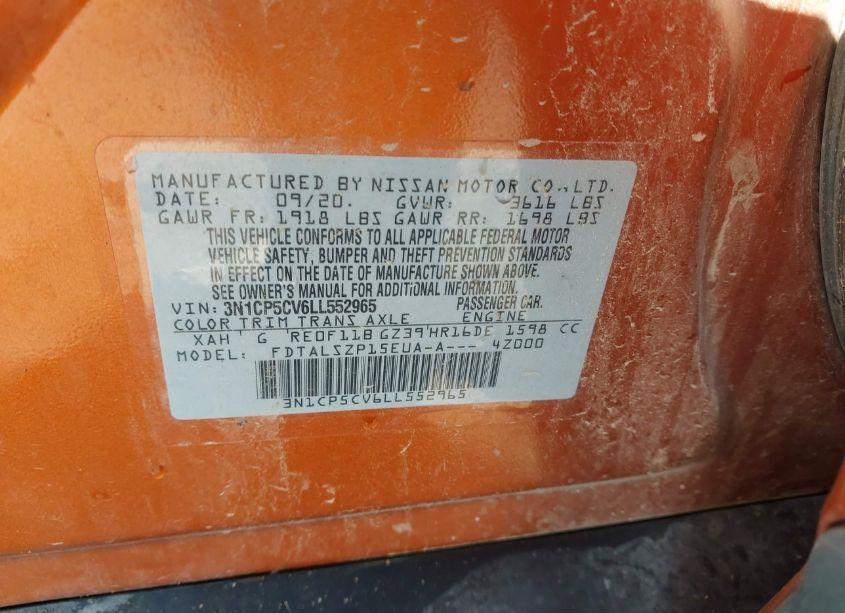 MANUFACTURED BY NISSAN MOTOR CO.,LTD.
DATE: 09/20. GVWR: 3616 LBS
GAWR FR: 1918 LBS GAWR RR: 1698 LBS
THIS VEHICLE CONFORMS TO ALL APPLICABLE FEDERAL MOTOR
VEHICLE SAFETY, BUMPER AND THEFT PREVENTION STANDARDS
IN EFFECT ON THE DATE OF MANUFACTURE SHOWN ABOVE.
SEE OWNER'S MANUAL FOR ADDITIONAL INFORMATION.
VIN: 3N1CP5CV6LL552965 PASSENGER CAR.
COLOR TRIM TRANS AXLE ENGINE
XAH' G RE0F11B GZ39'HR16DE 1598 CC
MODEL: FDTALSZP15EUA-A--- 4Z000
3N1CP5CV6LL552965